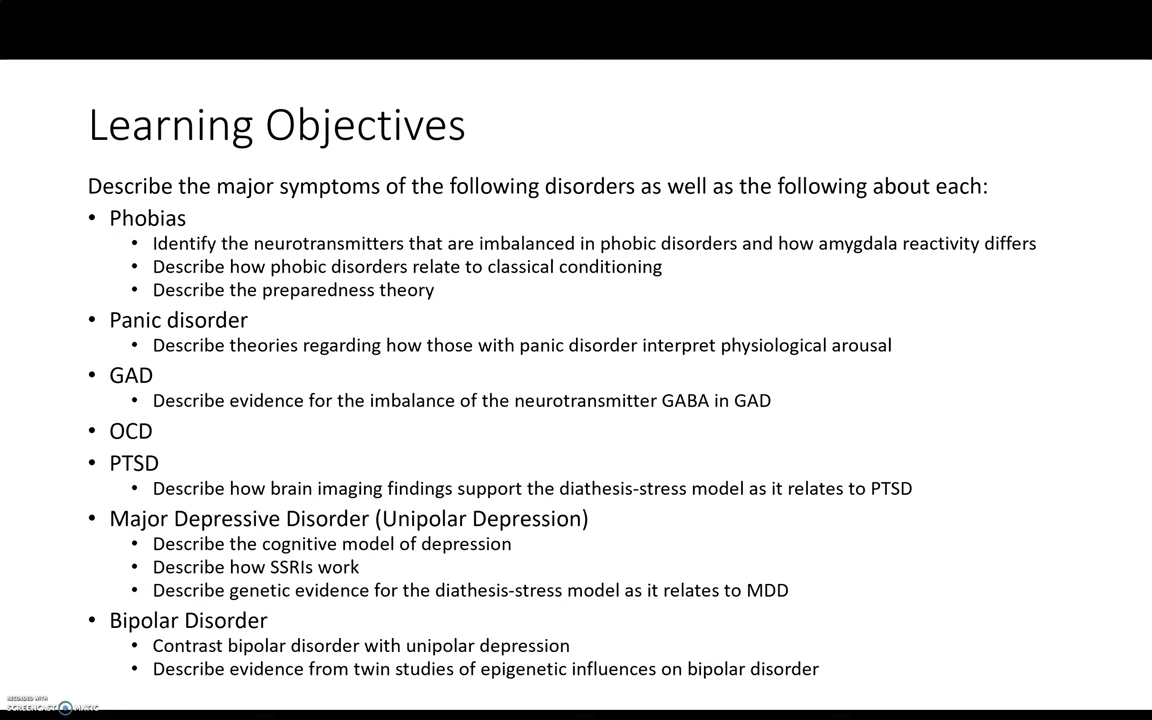 Learning Objectives
Describe the major symptoms of the following disorders as well as the following about each:
• Phobias
• Identify the neurotransmitters that are imbalanced in phobic disorders and how amygdala reactivity differs
• Describe how phobic disorders relate to classical conditioning
• Describe the preparedness theory
• Panic disorder
• Describe theories regarding how those with panic disorder interpret physiological arousal
• GAD
• Describe evidence for the imbalance of the neurotransmitter GABA in GAD
• OCD
• PTSD
• Describe how brain imaging findings support the diathesis-stress model as it relates to PTSD
• Major Depressive Disorder (Unipolar Depression)
• Describe the cognitive model of depression
• Describe how SSRIs work
• Describe genetic evidence for the diathesis-stress model as it relates to MDD
• Bipolar Disorder
• Contrast bipolar disorder with unipolar depression
• Describe evidence from twin studies of epigenetic influences on bipolar disorder
RECORDED WITH
SCREENCAST MATIC